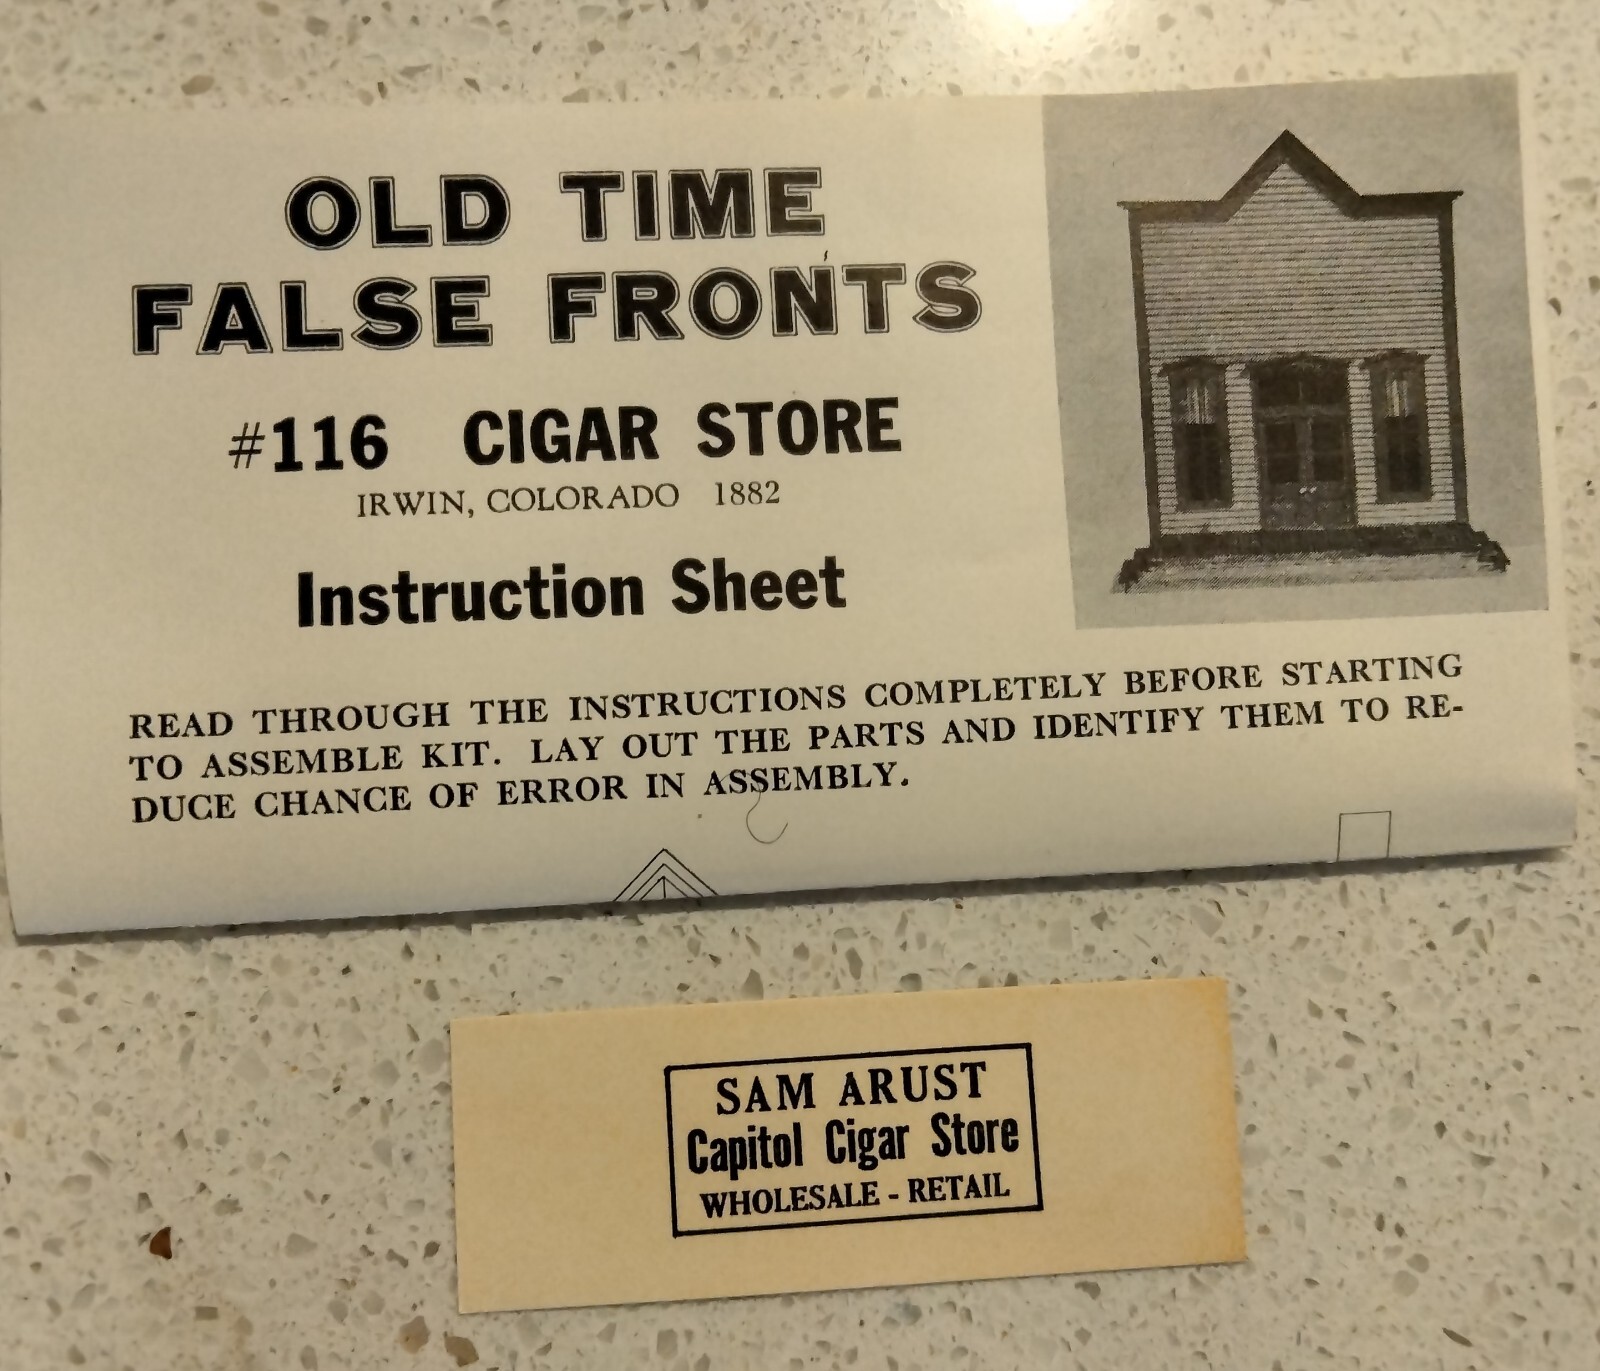 OLD TIME
FALSE FRONTS
#116 CIGAR STORE
IRWIN, COLORADO 1882
Instruction Sheet
READ THROUGH THE INSTRUCTIONS COMPLETELY BEFORE STARTING
TO ASSEMBLE KIT. LAY OUT THE PARTS AND IDENTIFY THEM TO RE-
DUCE CHANCE OF ERROR IN ASSEMBLY.
SAM ARUST
Capitol Cigar Store
WHOLESALE - RETAIL